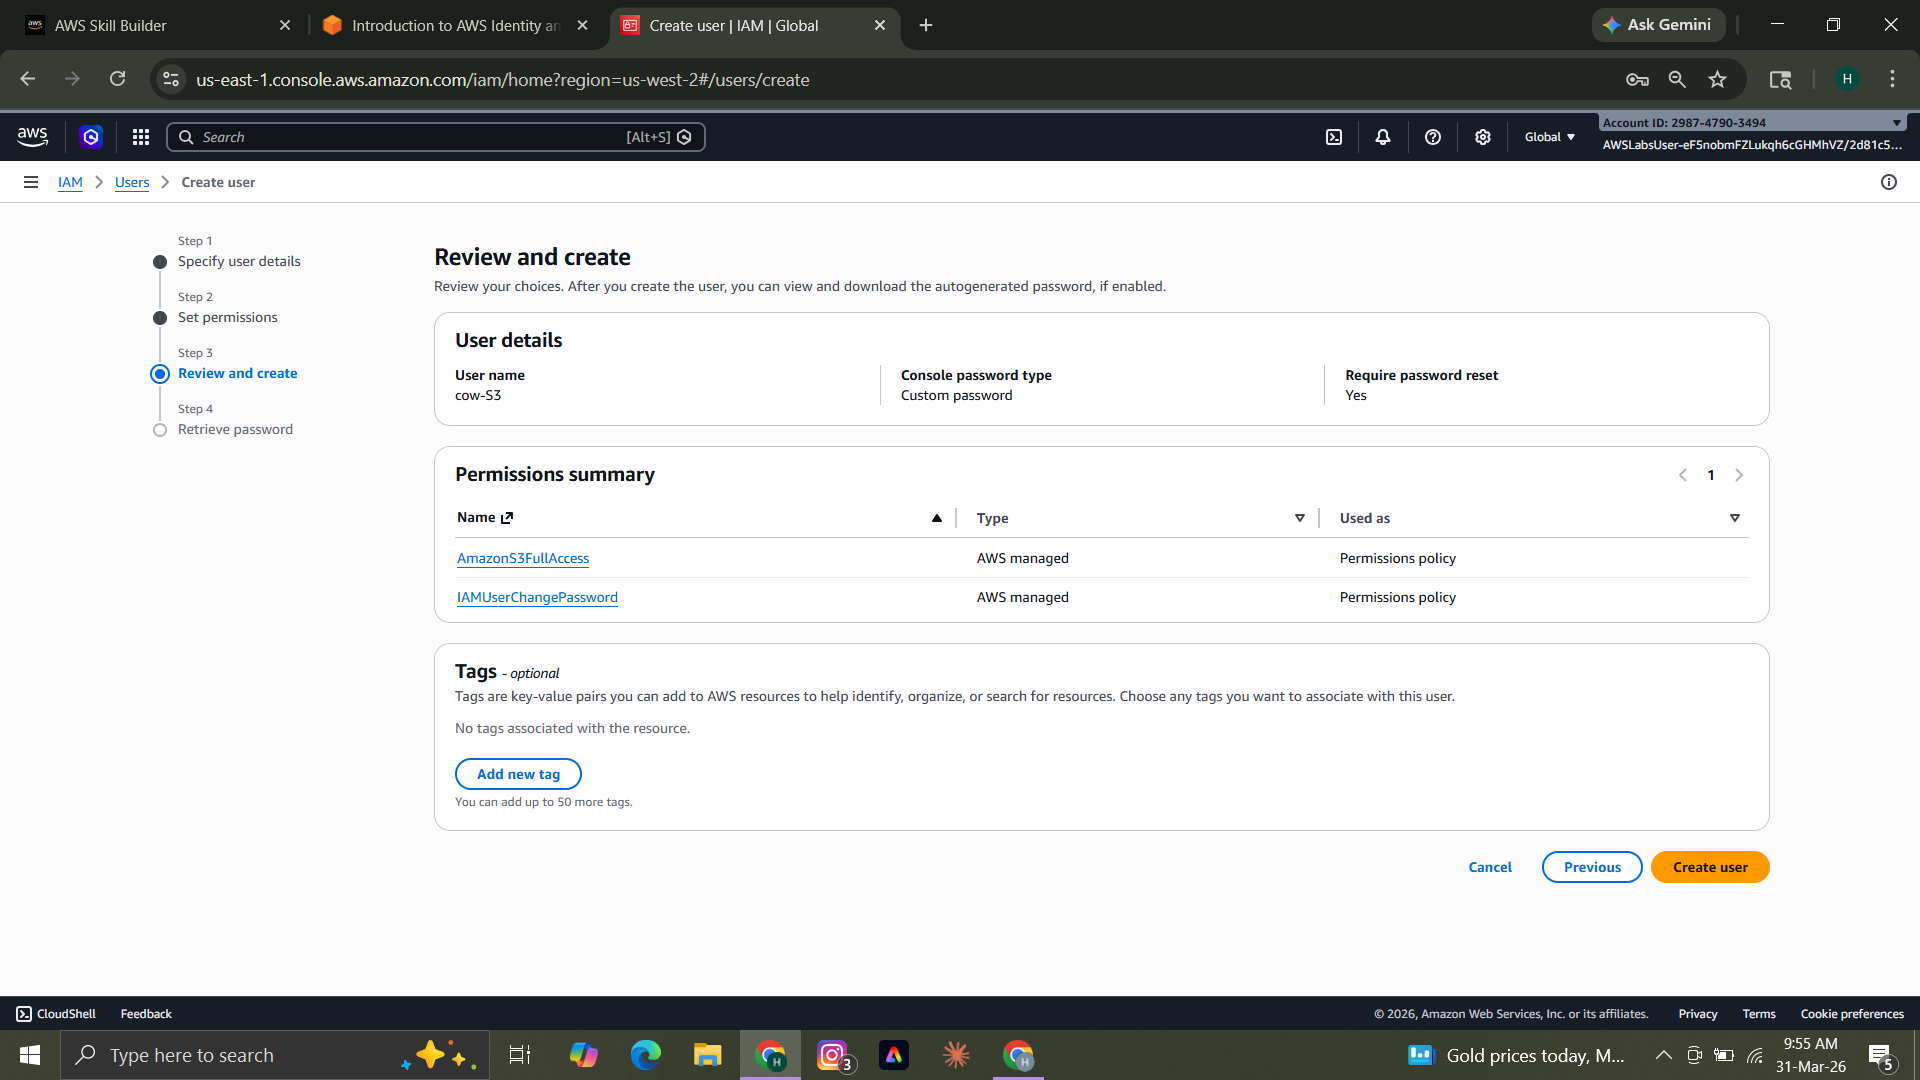 AWS Skill Builder
Introduction to AWS Identity an
Create user | IAM | Global
Ask Gemini
us-east-1.console.aws.amazon.com/iam/home?region=us-west-2#/users/create
H
aws
Search
[Alt+S]
Global
Account ID: 2987-4790-3494
AWSLabsUser-eF5nobmFZLukqh6cGHMhVZ/2d81c5...
IAM
Users
Create user
Step 1
Specify user details
Step 2
Set permissions
Step 3
Review and create
Step 4
Retrieve password
Review and create
Review your choices. After you create the user, you can view and download the autogenerated password, if enabled.
User details
User name
cow-S3
Console password type
Custom password
Require password reset
Yes
Permissions summary
1
Name
Type
Used as
AmazonS3FullAccess
AWS managed
Permissions policy
IAMUserChangePassword
AWS managed
Permissions policy
Tags - optional
Tags are key-value pairs you can add to AWS resources to help identify, organize, or search for resources. Choose any tags you want to associate with this user.
No tags associated with the resource.
Add new tag
You can add up to 50 more tags.
Cancel
Previous
Create user
CloudShell
Feedback
© 2026, Amazon Web Services, Inc. or its affiliates.
Privacy
Terms
Cookie preferences
Type here to search
3
Gold prices today, M...
9:55 AM
31-Mar-26
5